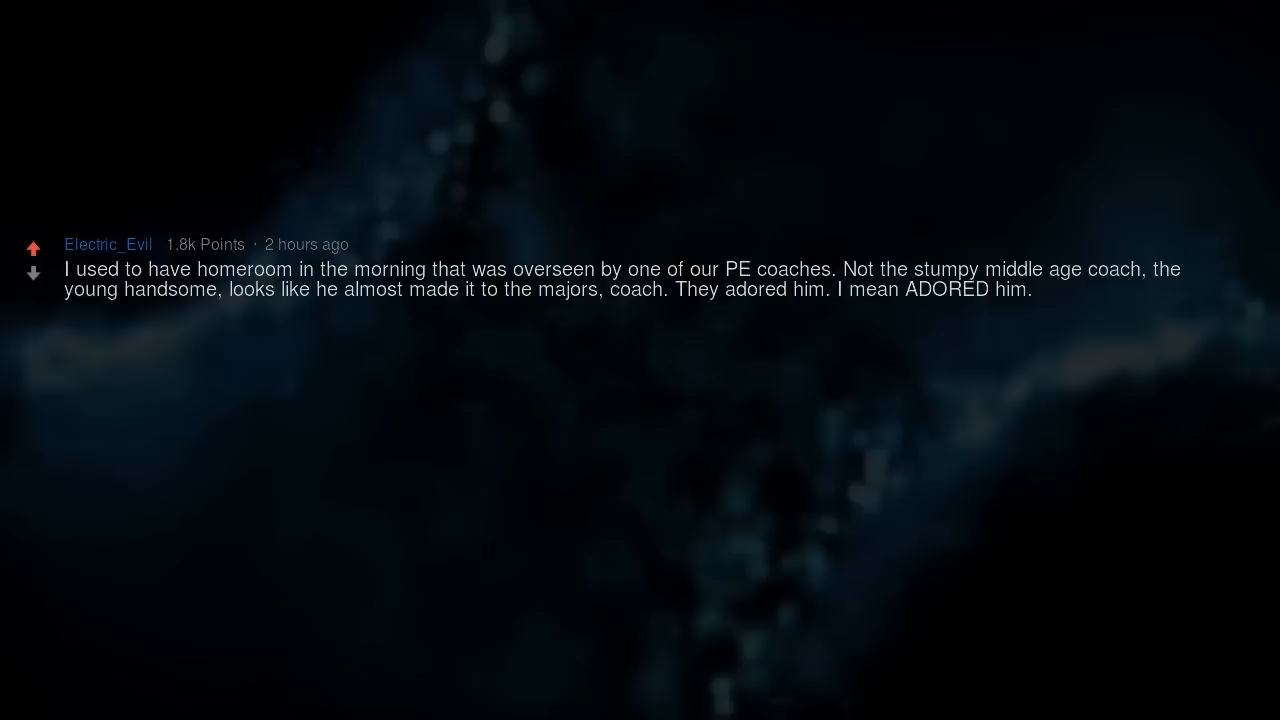 Electric_Evil 1.8k Points · 2 hours ago
I used to have homeroom in the morning that was overseen by one of our PE coaches. Not the stumpy middle age coach, the
young handsome, looks like he almost made it to the majors, coach. They adored him. I mean ADORED him.